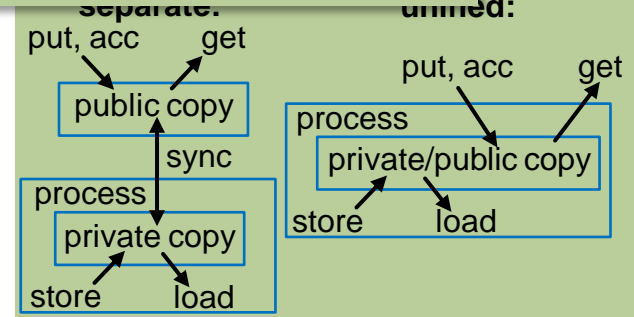 separate:
put, acc
get
public copy
sync
process
private copy
store
load
unified:
put, acc
get
process
private/public copy
store
load